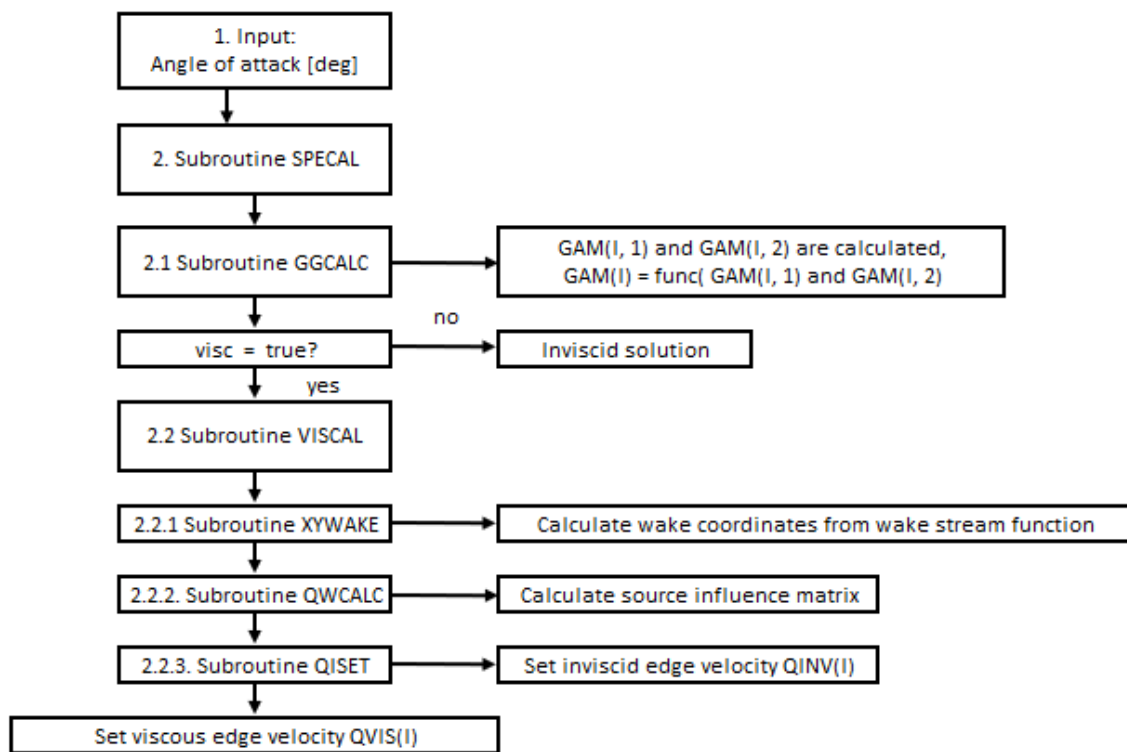 1. Input:
Angle of attack [deg]
2. Subroutine SPECAL
2.1 Subroutine GGCALC
GAM(I, 1) and GAM(I, 2) are calculated,
GAM(I) = func( GAM(I, 1) and GAM(I, 2)
no
visc = true?
Inviscid solution
yes
2.2 Subroutine VISCAL
2.2.1 Subroutine XYWAKE
Calculate wake coordinates from wake stream function
2.2.2. Subroutine QWCALC
Calculate source influence matrix
2.2.3. Subroutine QISET
Set inviscid edge velocity QINV(I)
Set viscous edge velocity QVIS(I)